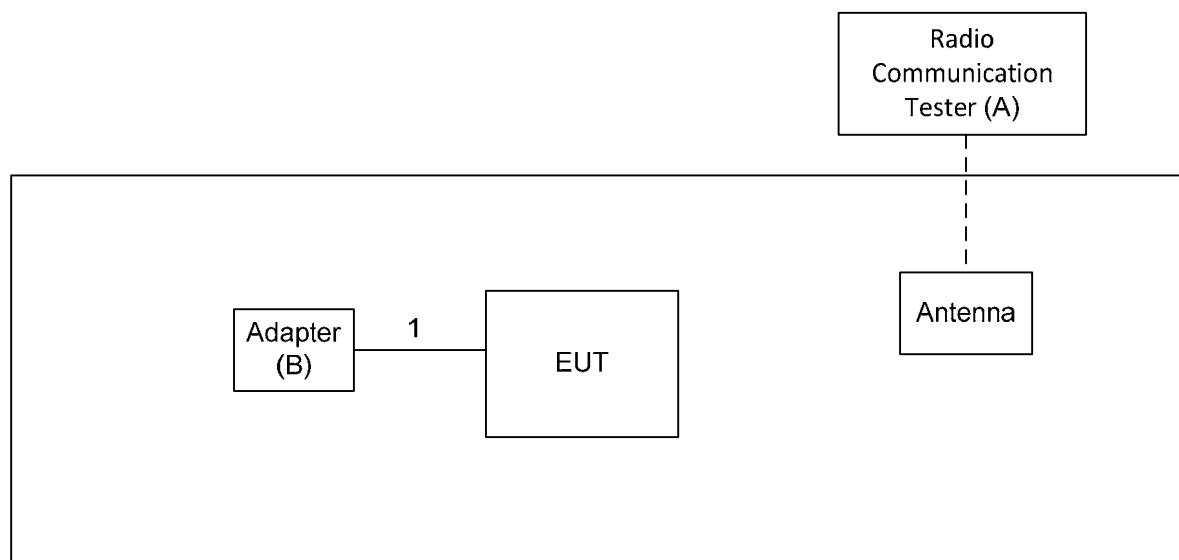 Radio
Communication
Tester (A)
Adapter
(B)
1
EUT
Antenna